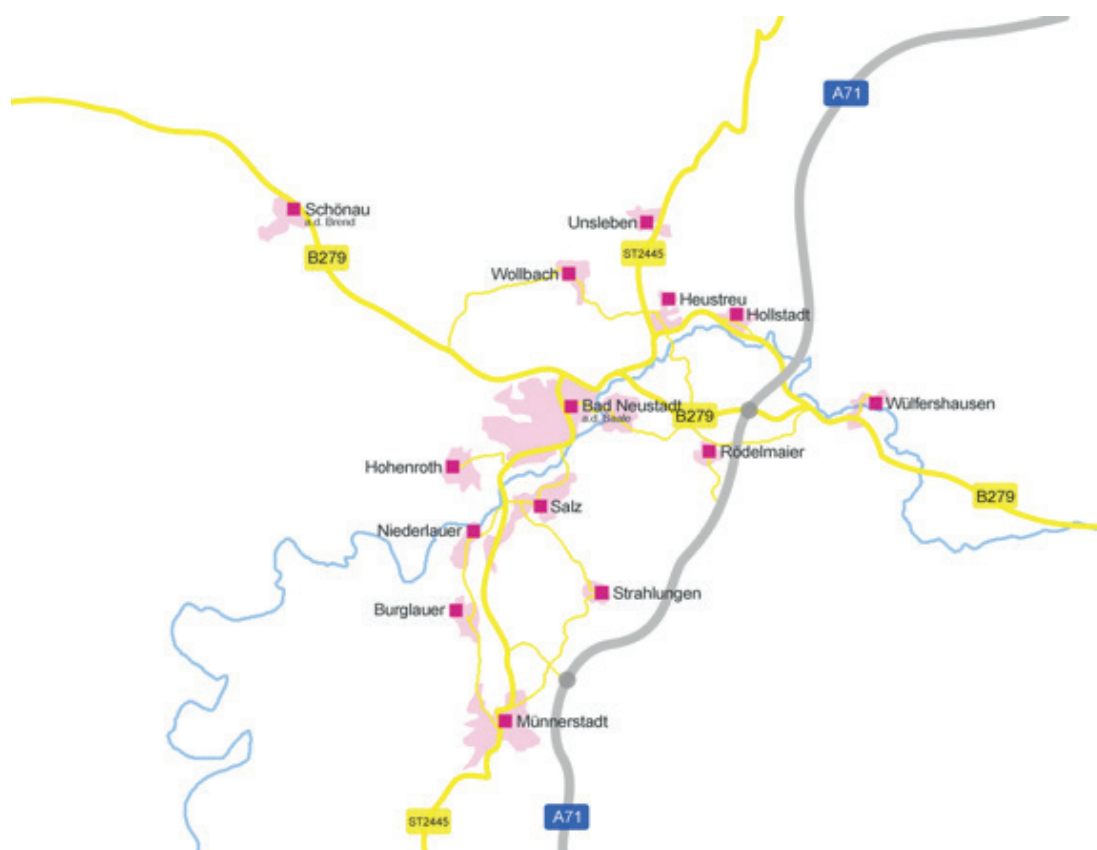 A71
Schönau
a.d. Brend
Unsleben
B279
ST2445
Wollbach
Heustreu
Hollstadt
Bad Neustadt
a.d. Saale
B279
Wülfershausen
Rödelmaier
Hohenroth
B279
Salz
Niederlauer
Strahlungen
Burglauer
Münnerstadt
ST2445
A71